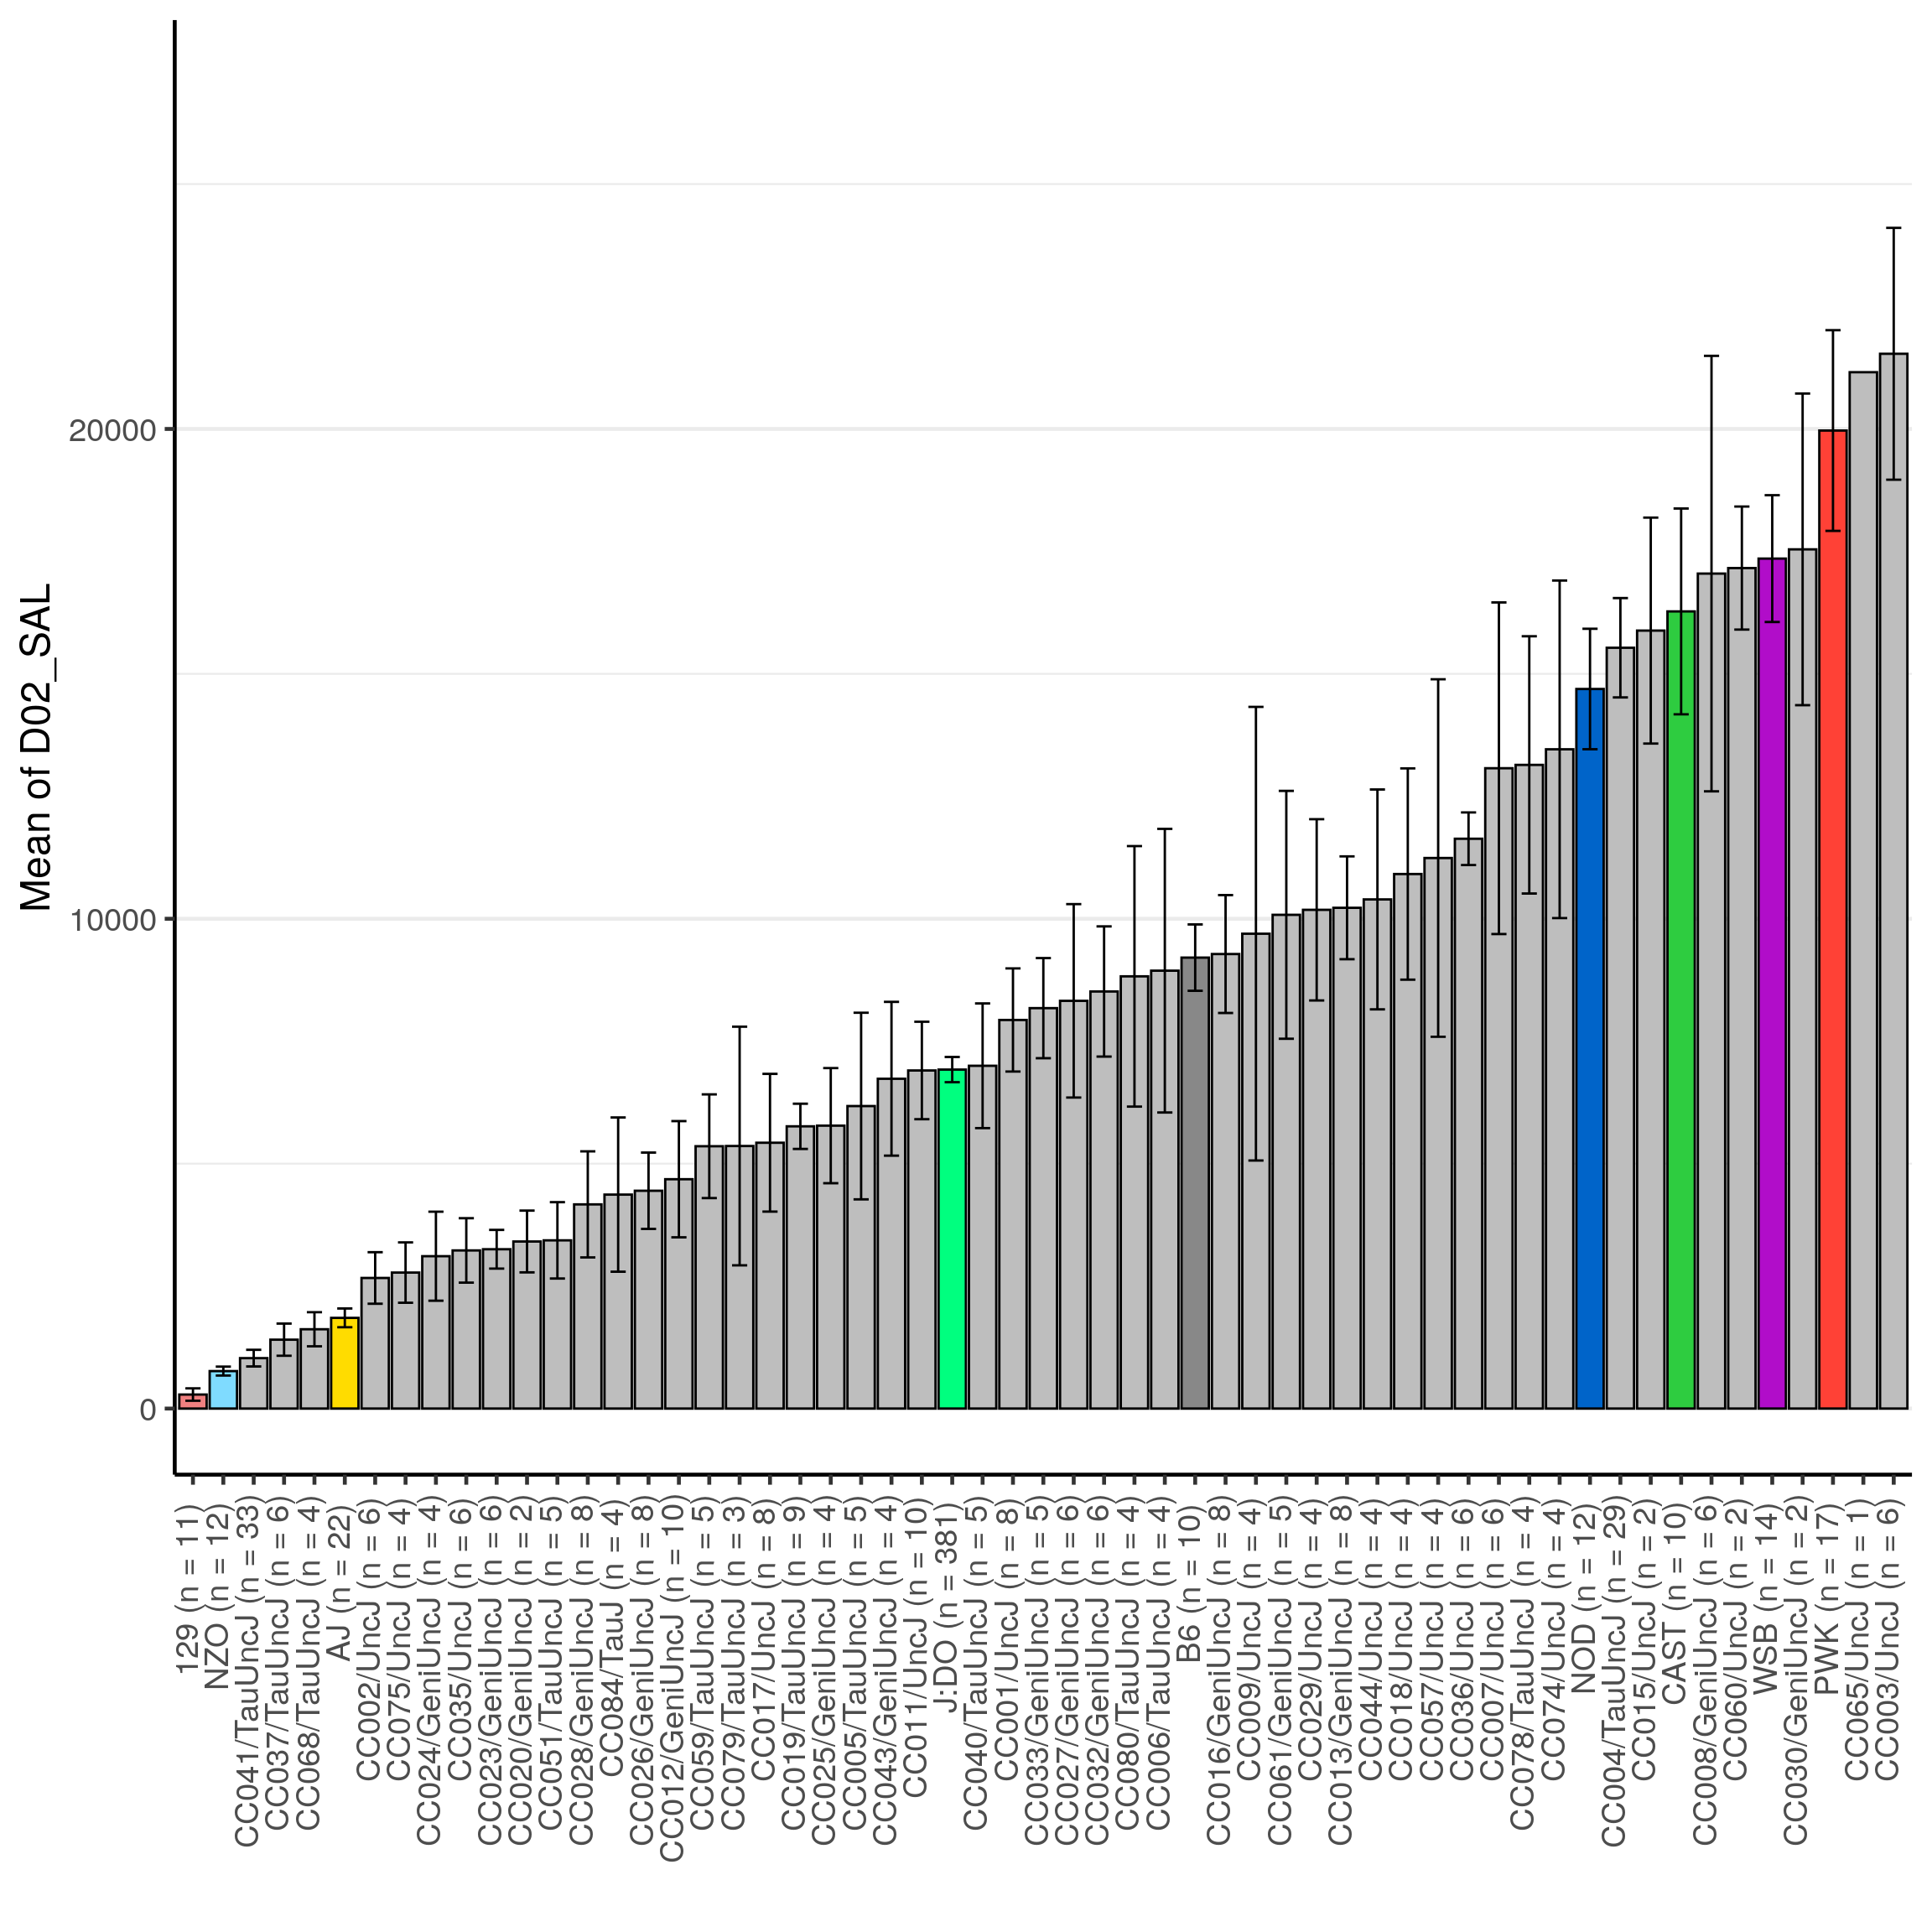 Mean of D02_SAL
20000
10000
0
129 (n = 11)
NZO (n = 12)
CC041/TauUncJ (n = 33)
CC037/TauUncJ (n = 6)
CC068/TauUncJ (n = 4)
AJ (n = 22)
CC002/UncJ (n = 6)
CC075/UncJ (n = 4)
CC024/GeniUncJ (n = 4)
CC035/UncJ (n = 6)
CC023/GeniUncJ (n = 6)
CC020/GeniUncJ (n = 2)
CC051/TauUncJ (n = 5)
CC028/GeniUncJ (n = 8)
CC084/TauJ (n = 4)
CC026/GeniUncJ (n = 8)
CC012/GeniUncJ (n = 10)
CC059/TauUncJ (n = 5)
CC079/TauUncJ (n = 3)
CC017/UncJ (n = 8)
CC019/TauUncJ (n = 9)
CC025/GeniUncJ (n = 4)
CC005/TauUncJ (n = 5)
CC043/GeniUncJ (n = 4)
CC011/UncJ (n = 10)
J:DO (n = 381)
CC040/TauUncJ (n = 5)
CC001/UncJ (n = 8)
CC033/GeniUncJ (n = 5)
CC027/GeniUncJ (n = 6)
CC032/GeniUncJ (n = 6)
CC080/TauUncJ (n = 4)
CC006/TauUncJ (n = 4)
B6 (n = 10)
CC016/GeniUncJ (n = 8)
CC009/UncJ (n = 4)
CC061/GeniUncJ (n = 5)
CC029/UncJ (n = 4)
CC013/GeniUncJ (n = 8)
CC044/UncJ (n = 4)
CC018/UncJ (n = 4)
CC057/UncJ (n = 4)
CC036/UncJ (n = 6)
CC007/UncJ (n = 6)
CC078/TauUncJ (n = 4)
CC074/UncJ (n = 4)
NOD (n = 12)
CC004/TauUncJ (n = 29)
CC015/UncJ (n = 2)
CAST (n = 10)
CC008/GeniUncJ (n = 6)
CC060/UncJ (n = 2)
WSB (n = 14)
CC030/GeniUncJ (n = 2)
PWK (n = 17)
CC065/UncJ (n = 1)
CC003/UncJ (n = 6)